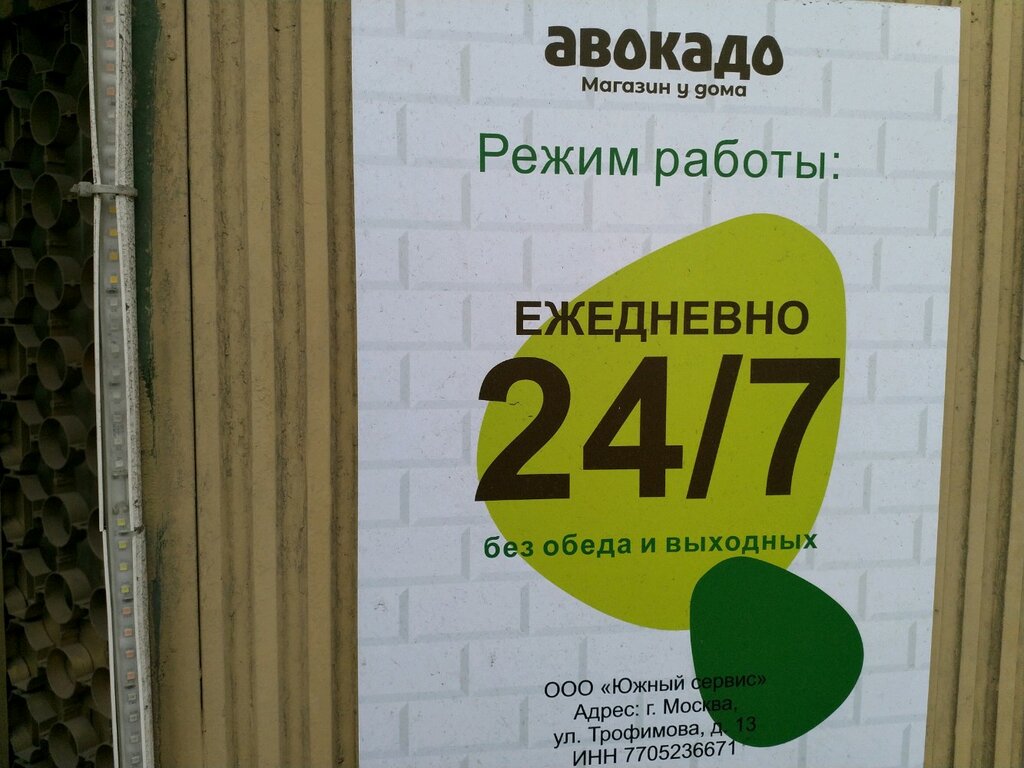 авокадо
Магазин у дома
Режим работы:
ЕЖЕДНЕВНО
24/7
без обеда и выходных
ООО «Южный сервис»
Адрес: г. Москва,
ул. Трофимова, д. 13
ИНН 7705236671